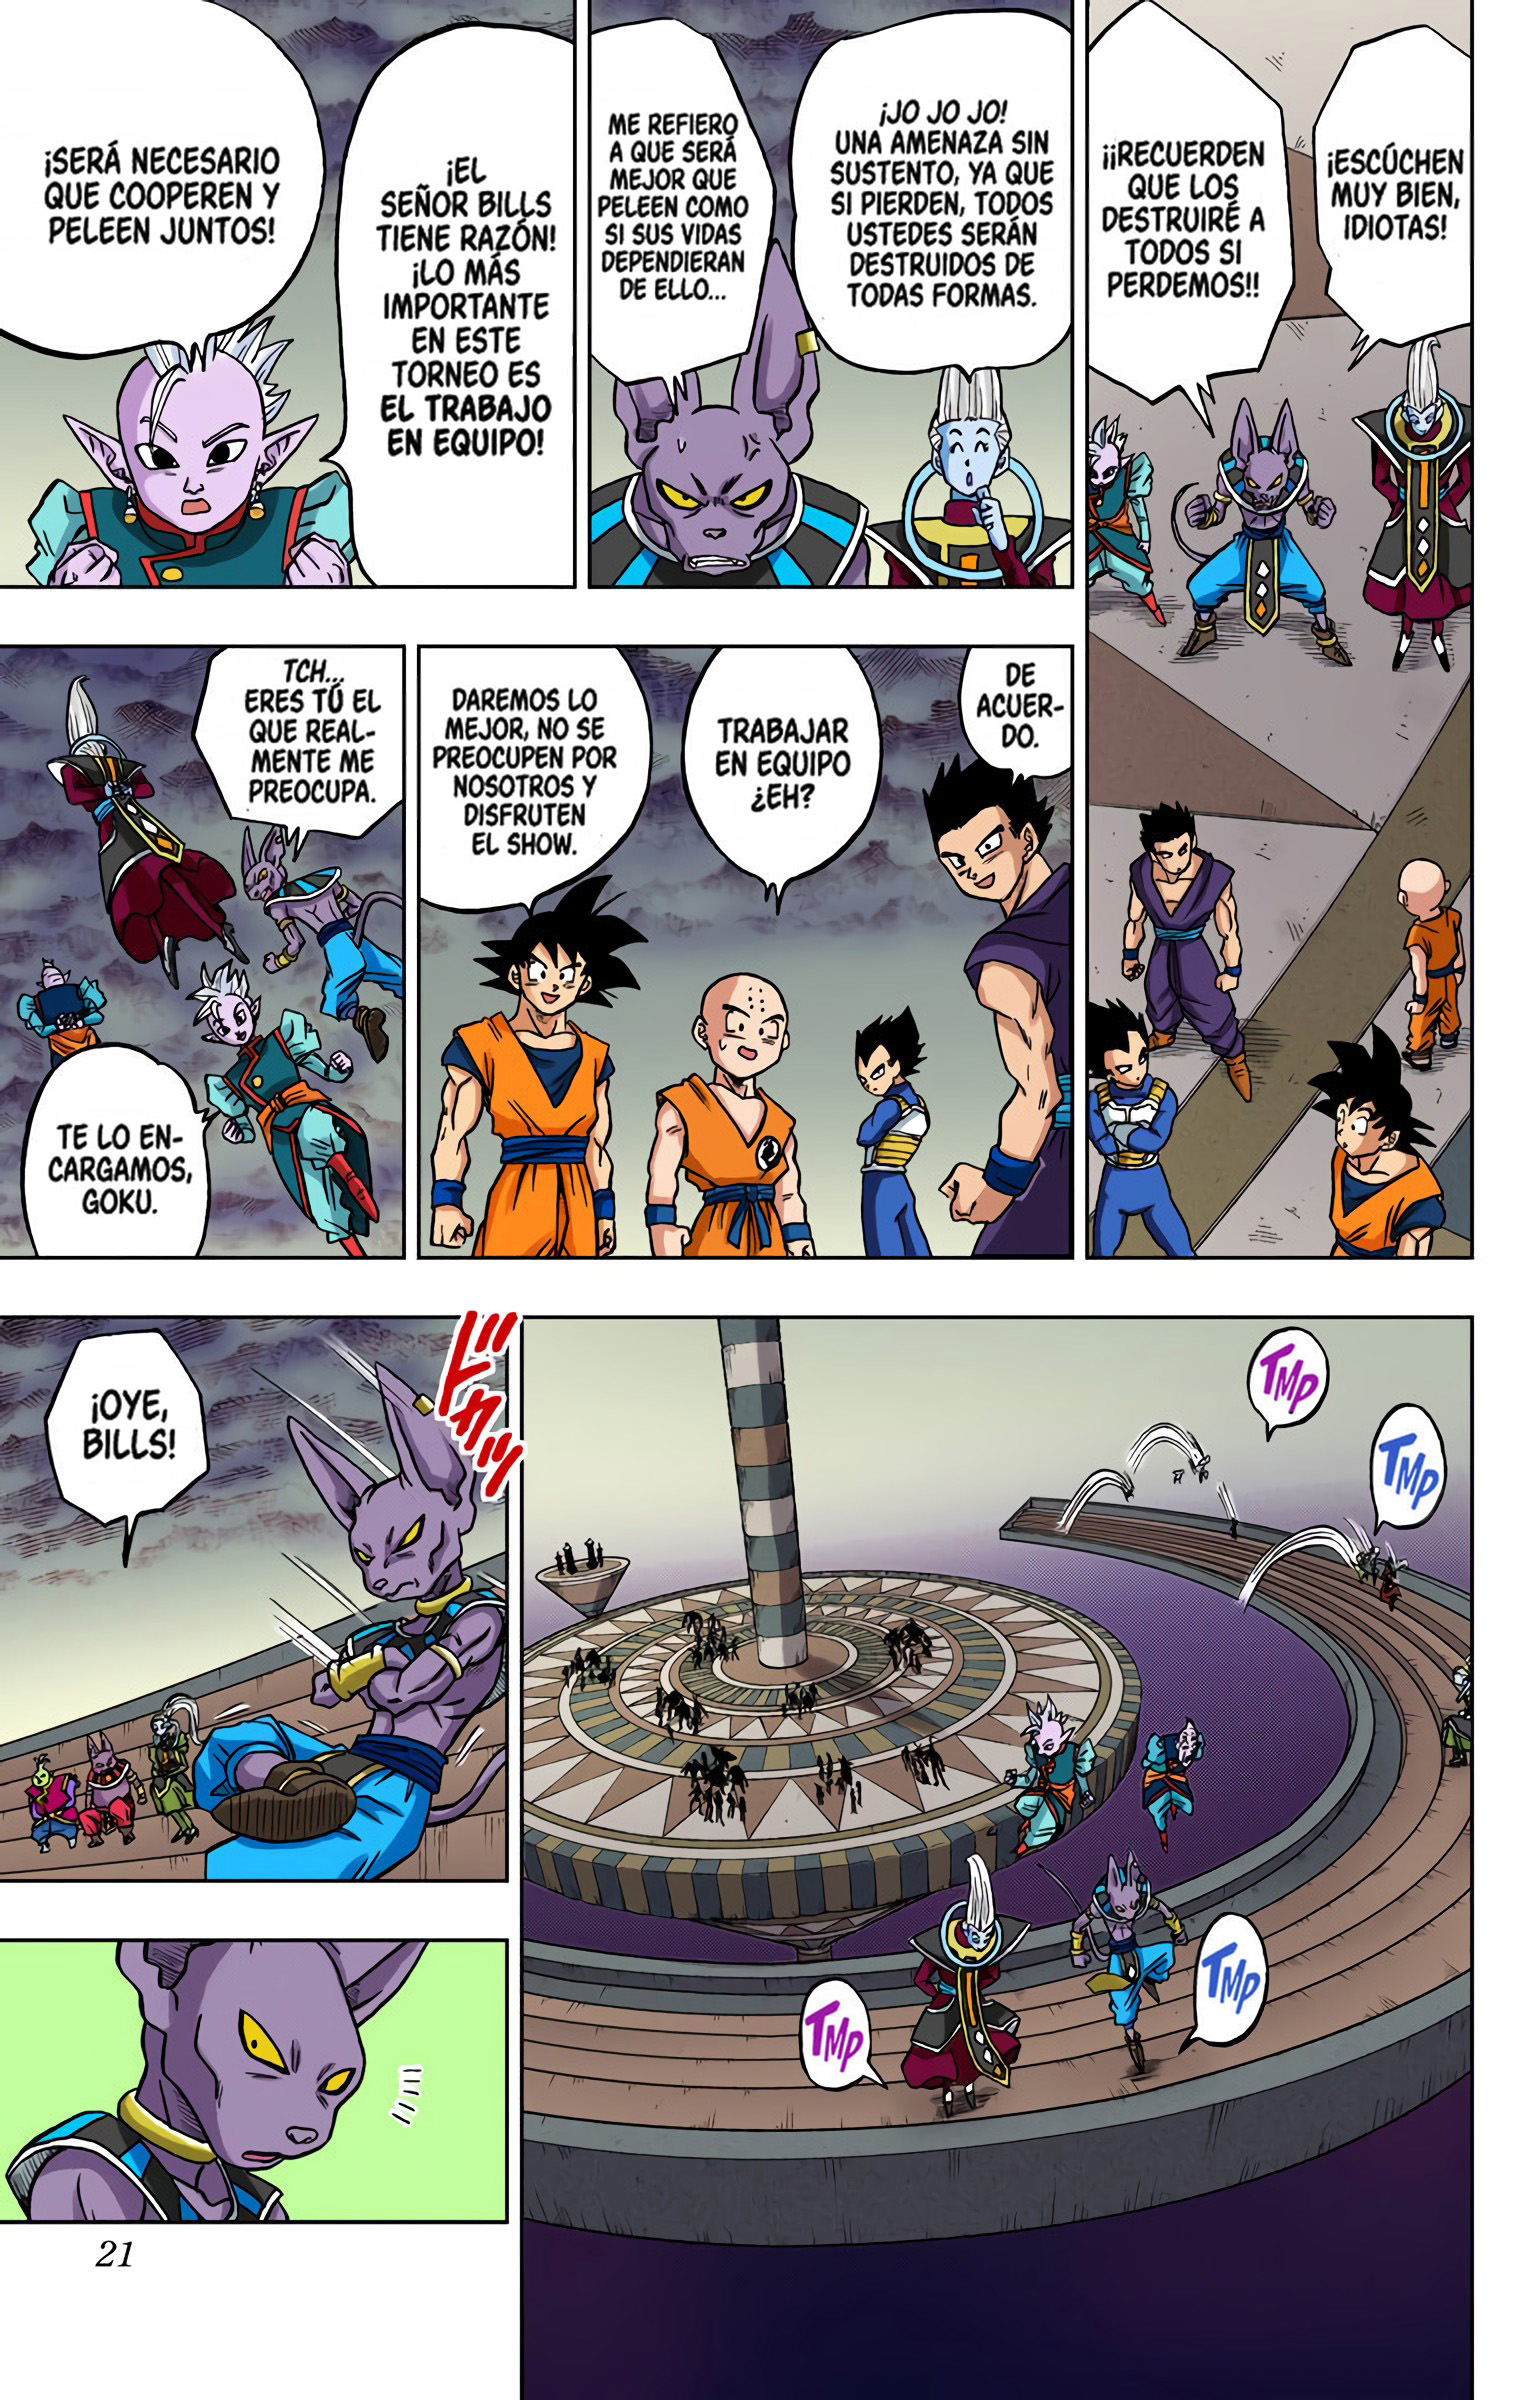 ¡ESCÚCHEN
MUY BIEN,
IDIOTAS!
¡¡RECUERDEN
QUE LOS
DESTRUIRÉ A
TODOS SI
PERDEMOS!!
¡JO JO JO!
UNA AMENAZA SIN
SUSTENTO, YA QUE
SI PIERDEN, TODOS
USTEDES SERÁN
DESTRUIDOS DE
TODAS FORMAS.
ME REFIERO
A QUE SERÁ
MEJOR QUE
PELEEN COMO
SI SUS VIDAS
DEPENDIERAN
DE ELLO...
¡EL
SEÑOR BILLS
TIENE RAZÓN!
¡LO MÁS
IMPORTANTE
EN ESTE
TORNEO ES
EL TRABAJO
EN EQUIPO!
¡SERÁ NECESARIO
QUE COOPEREN Y
PELEEN JUNTOS!
DE
ACUER-
DO.
TRABAJAR
EN EQUIPO
¿EH?
DAREMOS LO
MEJOR, NO SE
PREOCUPEN POR
NOSOTROS Y
DISFRUTEN
EL SHOW.
TCH...
ERES TÚ EL
QUE REAL-
MENTE ME
PREOCUPA.
TE LO EN-
CARGAMOS,
GOKU.
TMP
TMP
TMP
TMP
ドカッ
¡OYE,
BILLS!
21